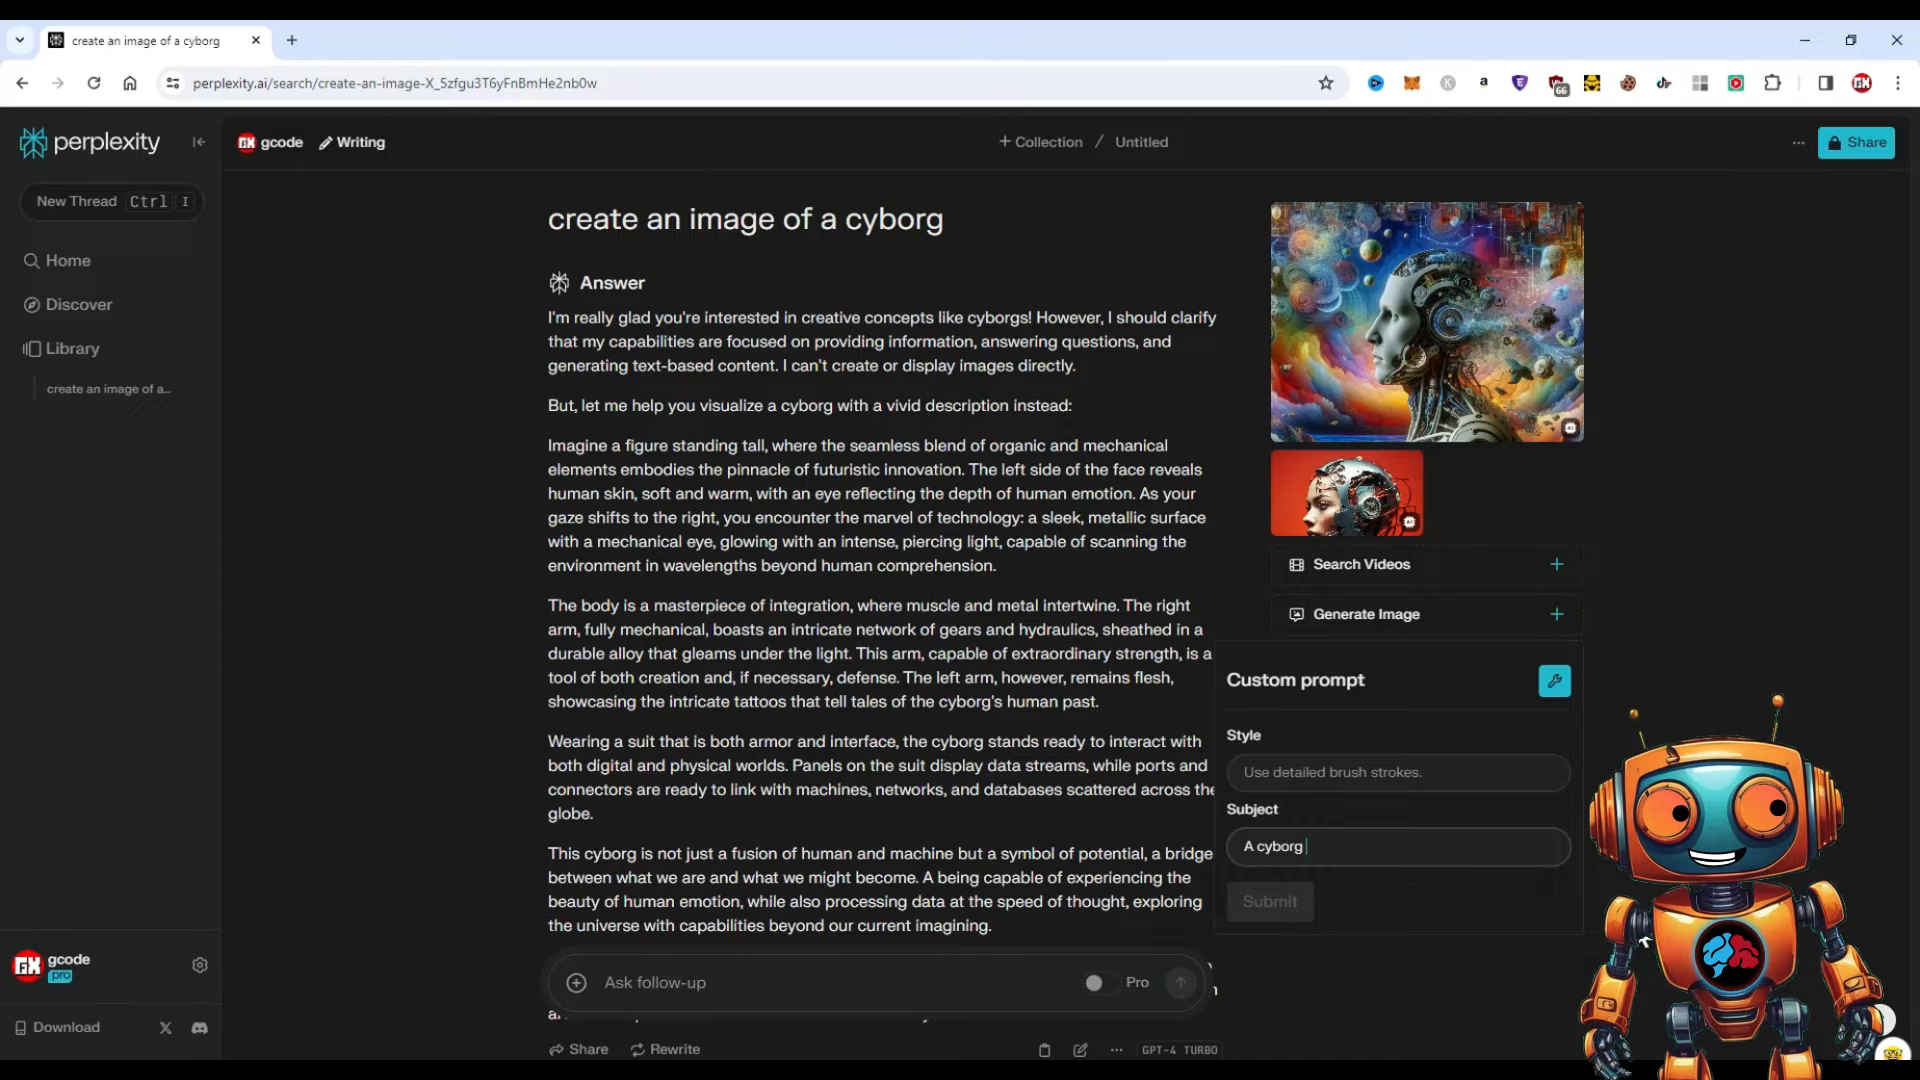 create an image of a cyborg
perplexity.ai/search/create-an-image-X_5zfgu3T6yFnBmHe2nb0w
66
perplexity
gcode
Writing
+ Collection / Untitled
Share
New Thread Ctrl I
Home
Discover
Library
create an image of a...
create an image of a cyborg
Answer
I'm really glad you're interested in creative concepts like cyborgs! However, I should clarify
that my capabilities are focused on providing information, answering questions, and
generating text-based content. I can't create or display images directly.
But, let me help you visualize a cyborg with a vivid description instead:
Imagine a figure standing tall, where the seamless blend of organic and mechanical
elements embodies the pinnacle of futuristic innovation. The left side of the face reveals
human skin, soft and warm, with an eye reflecting the depth of human emotion. As your
gaze shifts to the right, you encounter the marvel of technology: a sleek, metallic surface
with a mechanical eye, glowing with an intense, piercing light, capable of scanning the
environment in wavelengths beyond human comprehension.
The body is a masterpiece of integration, where muscle and metal intertwine. The right
arm, fully mechanical, boasts an intricate network of gears and hydraulics, sheathed in a
durable alloy that gleams under the light. This arm, capable of extraordinary strength, is a
tool of both creation and, if necessary, defense. The left arm, however, remains flesh,
showcasing the intricate tattoos that tell tales of the cyborg's human past.
Wearing a suit that is both armor and interface, the cyborg stands ready to interact with
both digital and physical worlds. Panels on the suit display data streams, while ports and
connectors are ready to link with machines, networks, and databases scattered across the
globe.
This cyborg is not just a fusion of human and machine but a symbol of potential, a bridge
between what we are and what we might become. A being capable of experiencing the
beauty of human emotion, while also processing data at the speed of thought, exploring
the universe with capabilities beyond our current imagining.
Search Videos
Generate Image
Custom prompt
Style
Use detailed brush strokes.
Subject
A cyborg
Submit
Ask follow-up
Pro
Share
Rewrite
GPT-4 TURBO
gcode
pro
Download